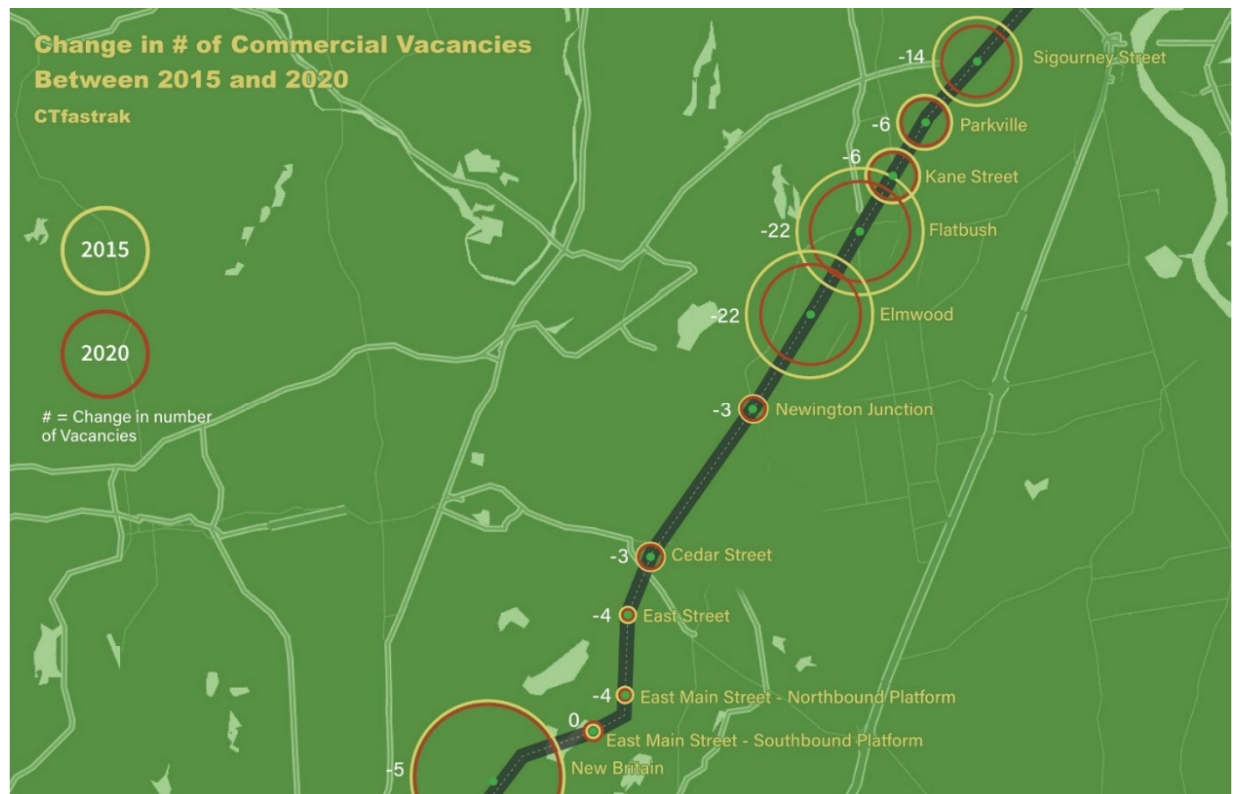 Change in # of Commercial Vacancies
Between 2015 and 2020
CTfastrak
2015
2020
# = Change in number
of Vacancies
-14
Sigourney Street
-6
Parkville
-6
Kane Street
-22
Flatbush
-22
Elmwood
-3
Newington Junction
-3
Cedar Street
-4
East Street
-4
East Main Street - Northbound Platform
0
East Main Street - Southbound Platform
-5
New Britain